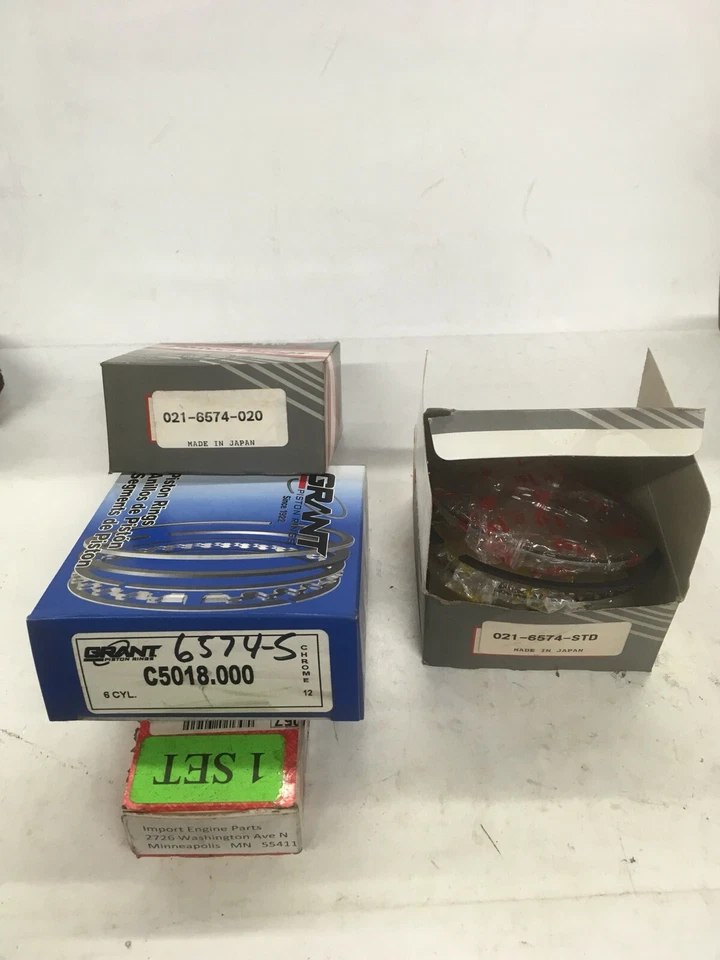 021-6574-020
MADE IN JAPAN
GRANT
PISTON RINGS
Since 1922
Piston Rings
Anillos de Pistón
Segments de Piston
GRANT
PISTON RINGS
6574-S
C5018.000
6 CYL.
CHROME
12
1 SET
Import Engine Parts
2726 Washington Ave N
Minneapolis MN 55411
021-6574-STD
MADE IN JAPAN